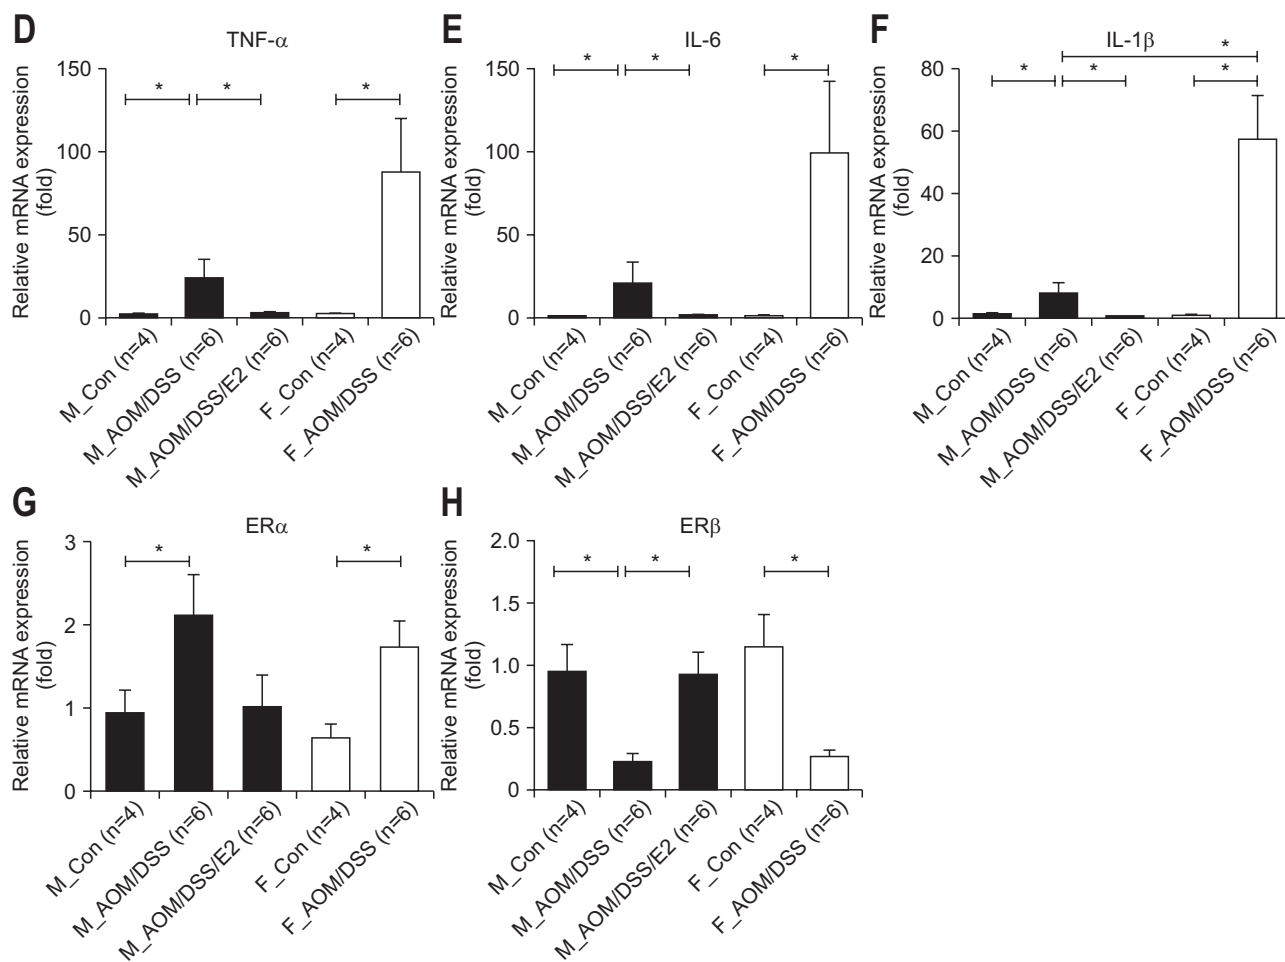 D
TNF-α
Relative mRNA expression
(fold)
150
100
50
0
*
*
*
M_Con (n=4)
M_AOM/DSS (n=6)
M_AOM/DSS/E2 (n=6)
F_Con (n=4)
F_AOM/DSS (n=6)
E
IL-6
Relative mRNA expression
(fold)
150
100
50
0
*
*
*
M_Con (n=4)
M_AOM/DSS (n=6)
M_AOM/DSS/E2 (n=6)
F_Con (n=4)
F_AOM/DSS (n=6)
F
IL-1β
Relative mRNA expression
(fold)
80
60
40
20
0
*
*
*
*
M_Con (n=4)
M_AOM/DSS (n=6)
M_AOM/DSS/E2 (n=6)
F_Con (n=4)
F_AOM/DSS (n=6)
G
ERα
Relative mRNA expression
(fold)
3
2
1
0
*
*
M_Con (n=4)
M_AOM/DSS (n=6)
M_AOM/DSS/E2 (n=6)
F_Con (n=4)
F_AOM/DSS (n=6)
H
ERβ
Relative mRNA expression
(fold)
2.0
1.5
1.0
0.5
0
*
*
*
M_Con (n=4)
M_AOM/DSS (n=6)
M_AOM/DSS/E2 (n=6)
F_Con (n=4)
F_AOM/DSS (n=6)